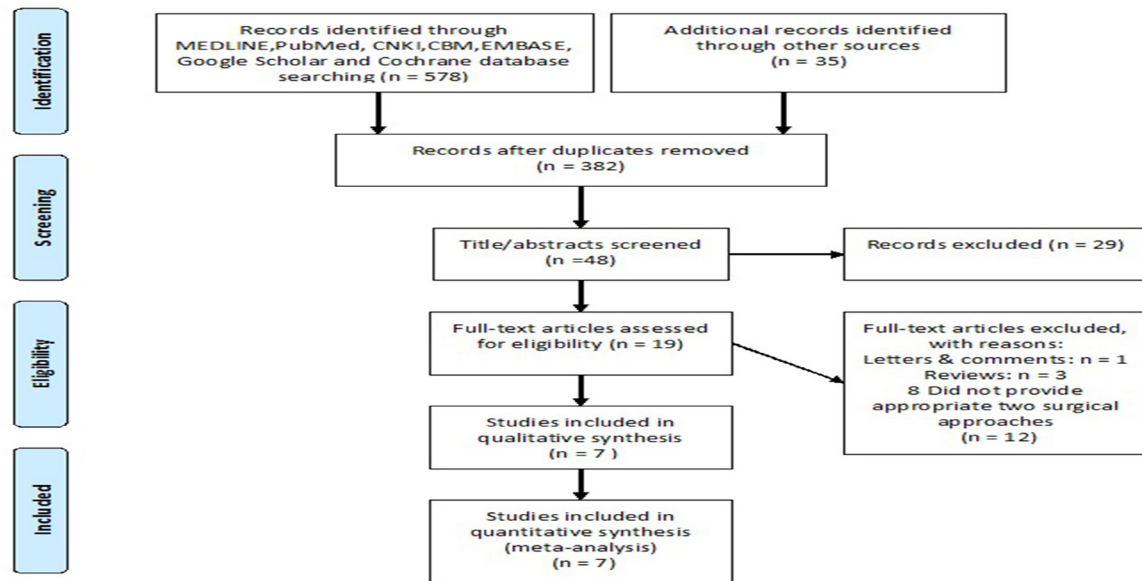 Identification
Records identified through
MEDLINE,PubMed, CNKI,CBM,EMBASE,
Google Scholar and Cochrane database
searching (n = 578)
Additional records identified
through other sources
(n = 35)
Records after duplicates removed
(n = 382)
Screening
Title/abstracts screened
(n =48)
Records excluded (n = 29)
Eligibility
Full-text articles assessed
for eligibility (n = 19)
Full-text articles excluded,
with reasons:
Letters & comments: n = 1
Reviews: n = 3
8 Did not provide
appropriate two surgical
approaches
(n = 12)
Studies included in
qualitative synthesis
(n = 7 )
Included
Studies included in
quantitative synthesis
(meta-analysis)
(n = 7)